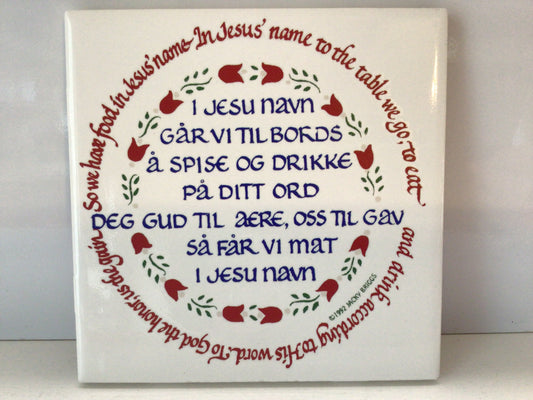 I JESU NAVN
GÅR VI TIL BORDS
Å SPISE OG DRIKKE
PÅ DITT ORD
DEG GUD TIL ÆRE, OSS TIL GAV
SÅ FÅR VI MAT
I JESU NAVN
In Jesus' name to the table we go; to eat and drink according to His word. To God the honor, us the gain, So we have food in Jesus' name
©1992 JACKY BRIGGS